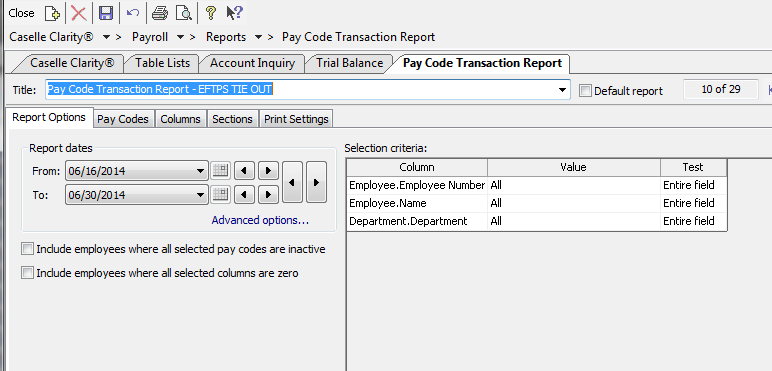 Close
Caselle Clarity® > Payroll > Reports > Pay Code Transaction Report
Caselle Clarity® Table Lists Account Inquiry Trial Balance Pay Code Transaction Report
Title: Pay Code Transaction Report - EFTPS TIE OUT Default report 10 of 29
Report Options Pay Codes Columns Sections Print Settings
Report dates Selection criteria:
Column Value Test
From: 06/16/2014
Employee.Employee Number All Entire field
To: 06/30/2014
Employee.Name All Entire field
Advanced options... Department.Department All Entire field
Include employees where all selected pay codes are inactive
Include employees where all selected columns are zero